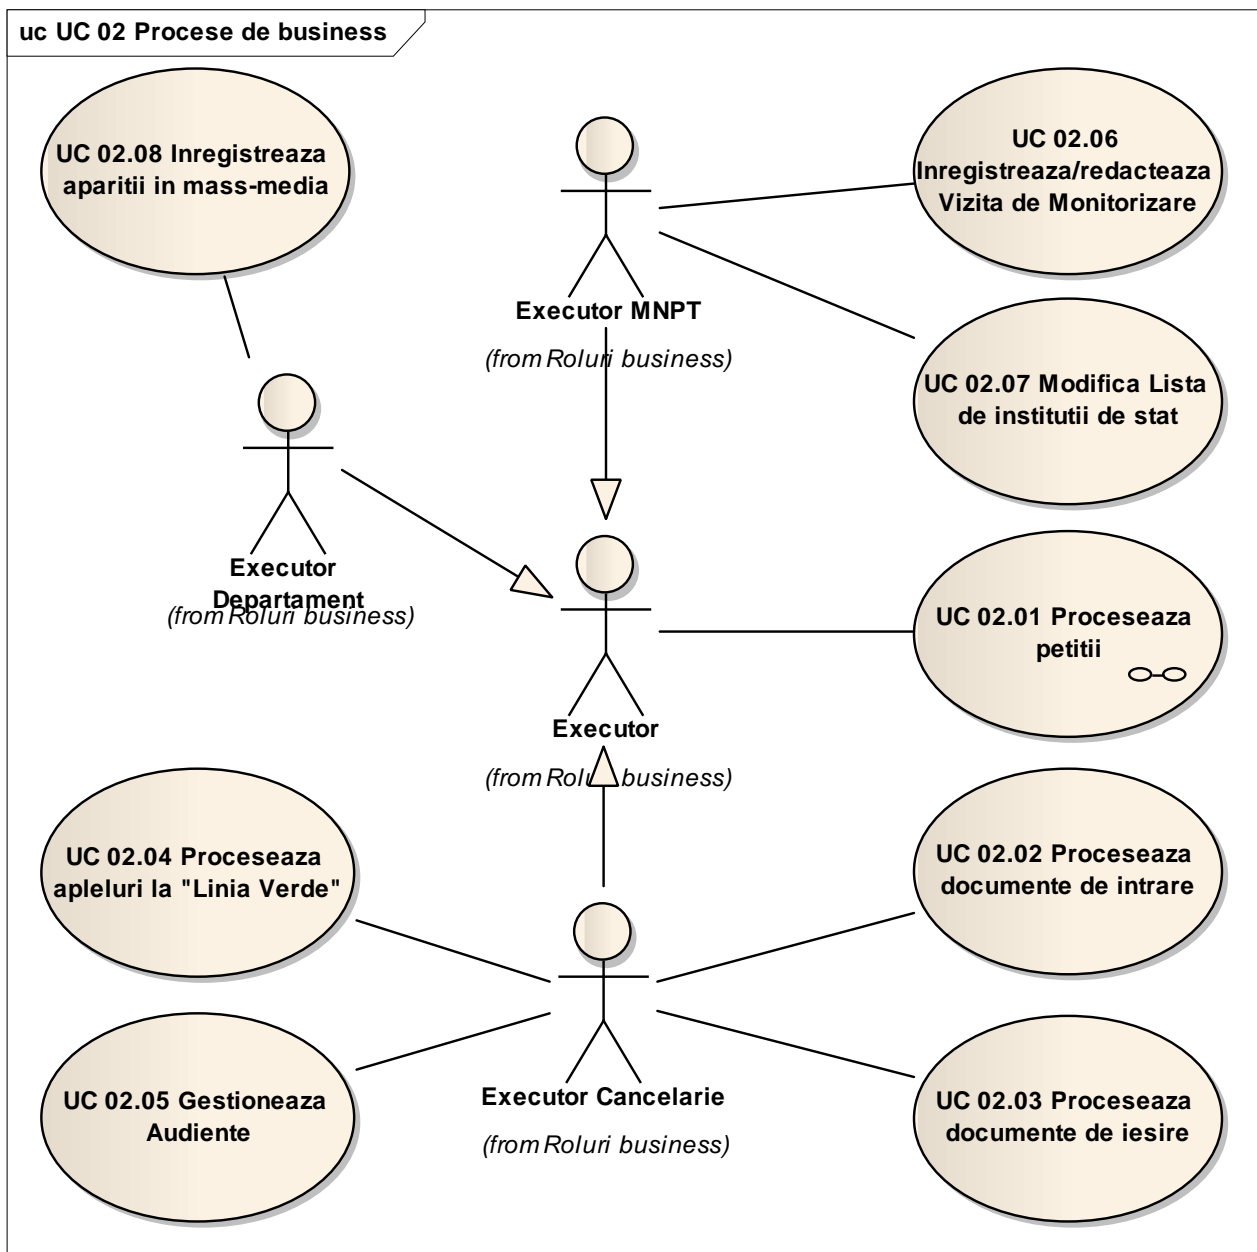 uc UC 02 Procese de business
UC 02.08 Inregistreaza
aparitii in mass-media
UC 02.06
Inregistreaza/redacteaza
Vizita de Monitorizare
Executor MNPT
(from Roluri business)
UC 02.07 Modifica Lista
de institutii de stat
Executor
Departament
(from Roluri business)
UC 02.01 Proceseaza
petitii
Executor
(from Roluri business)
UC 02.04 Proceseaza
apleluri la "Linia Verde"
UC 02.02 Proceseaza
documente de intrare
UC 02.05 Gestioneaza
Audiente
Executor Cancelarie
(from Roluri business)
UC 02.03 Proceseaza
documente de iesire